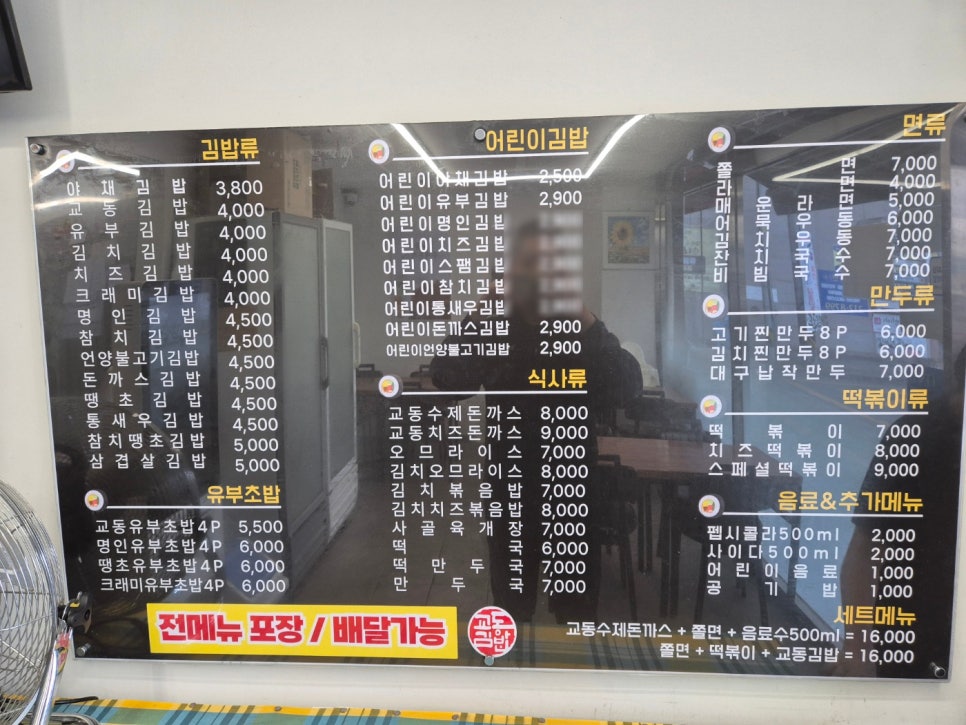 김밥류
야채김밥 3,800
교동김밥 4,000
유부김밥 4,000
김치김밥 4,000
치즈김밥 4,000
크래미김밥 4,000
명인김밥 4,500
참치김밥 4,500
언양불고기김밥 4,500
돈까스김밥 4,500
땡초김밥 4,500
통새우김밥 4,500
참치땡초김밥 5,000
삼겹살김밥 5,000
유부초밥
교동유부초밥4P 5,500
명인유부초밥4P 6,000
땡초유부초밥4P 6,000
크래미유부초밥4P 6,000
전메뉴 포장 / 배달가능
교동김밥
어린이김밥
어린이야채김밥 2,500
어린이유부김밥 2,900
어린이명인김밥
어린이치즈김밥
어린이스팸김밥
어린이참치김밥
어린이통새우김밥
어린이돈까스김밥 2,900
어린이언양불고기김밥 2,900
식사류
교동수제돈까스 8,000
교동치즈돈까스 9,000
오므라이스 7,000
김치오므라이스 8,000
김치볶음밥 7,000
김치치즈볶음밥 8,000
사골육개장 7,000
떡국 6,000
떡만두국 7,000
만두국 7,000
면류
쫄면 7,000
라면 4,000
매운라면 5,000
어묵우동 6,000
김치우동 7,000
잔치국수 7,000
비빔국수 7,000
만두류
고기찐만두8P 6,000
김치찐만두8P 6,000
대구납작만두 7,000
떡볶이류
떡볶이 7,000
치즈떡볶이 8,000
스페셜떡볶이 9,000
음료&추가메뉴
펩시콜라500ml 2,000
사이다500ml 2,000
어린이음료 1,000
공기밥 1,000
세트메뉴
교동수제돈까스 + 쫄면 + 음료수500ml = 16,000
쫄면 + 떡볶이 + 교동김밥 = 16,000